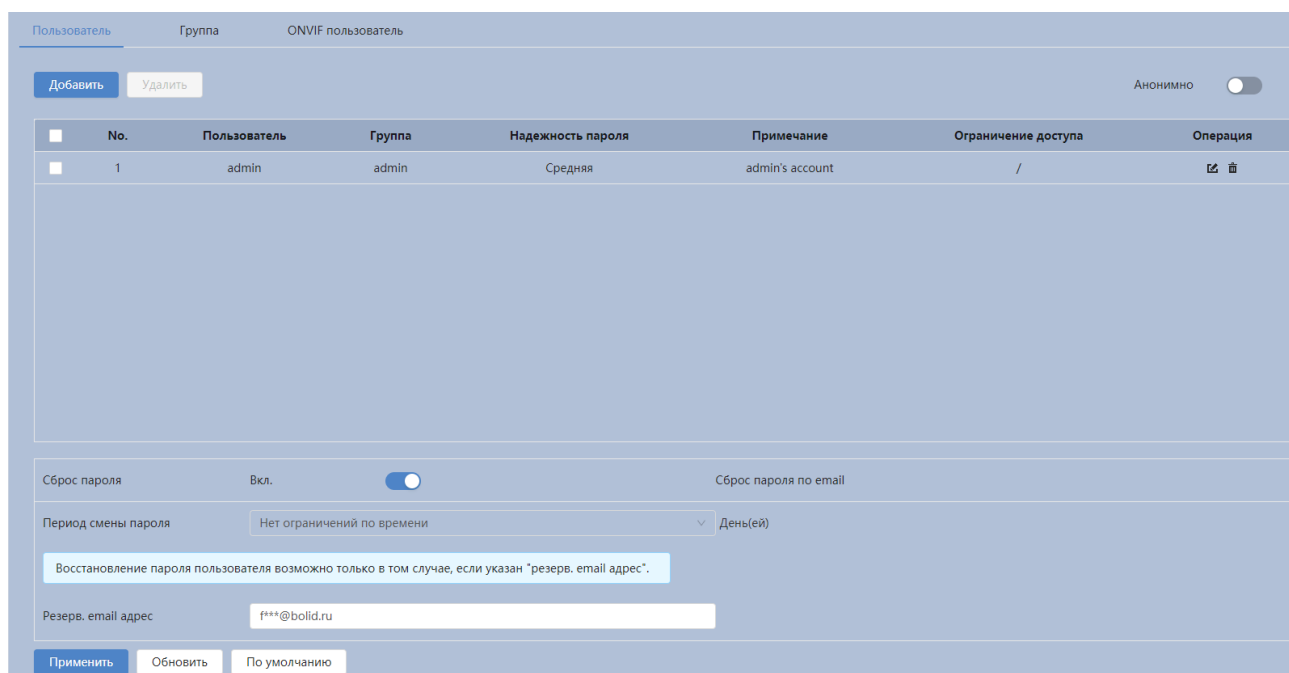 Пользователь Группа ONVIF пользователь
Добавить Удалить Анонимно
No. Пользователь Группа Надежность пароля Примечание Ограничение доступа Операция
1 admin admin Средняя admin's account /
Сброс пароля Вкл. Сброс пароля по email
Период смены пароля Нет ограничений по времени День(ей)
Восстановление пароля пользователя возможно только в том случае, если указан "резерв. email адрес".
Резерв. email адрес f***@bolid.ru
Применить Обновить По умолчанию